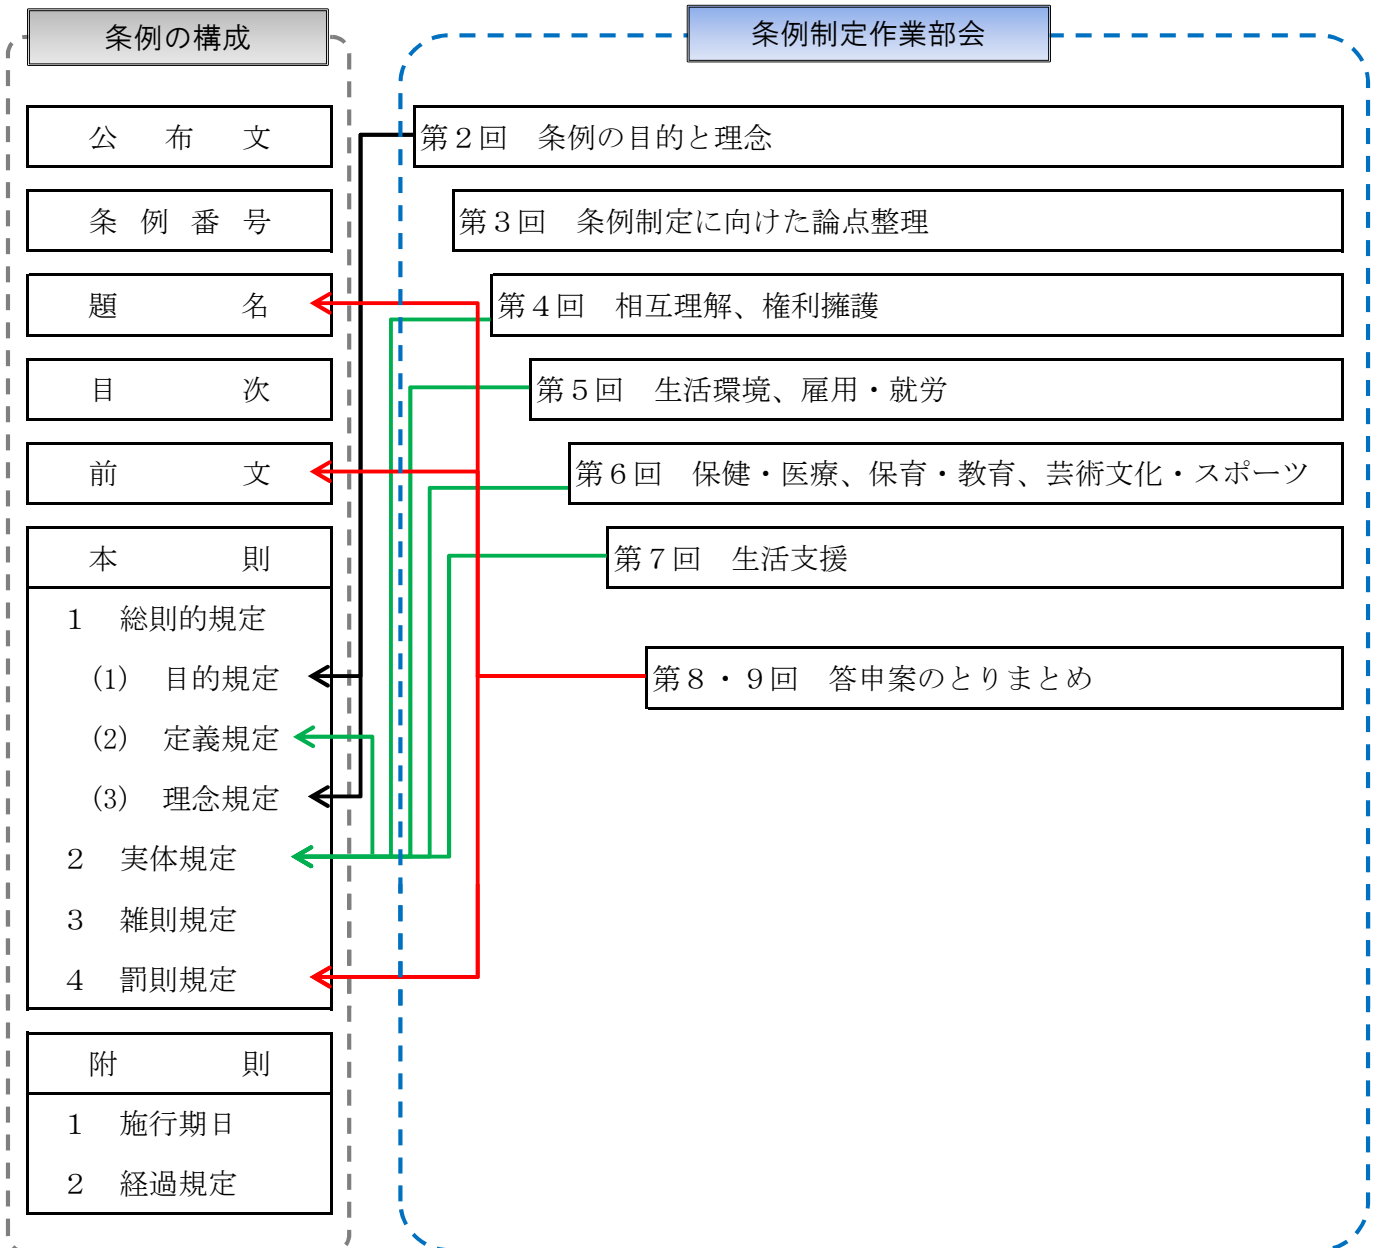 条例の構成
公　布　文
条 例 番 号
題　　　名
目　　　次
前　　　文
本　　　則
１　総則的規定
(1)　目的規定
(2)　定義規定
(3)　理念規定
２　実体規定
３　雑則規定
４　罰則規定
附　　　則
１　施行期日
２　経過規定
条例制定作業部会
第２回　条例の目的と理念
第３回　条例制定に向けた論点整理
第４回　相互理解、権利擁護
第５回　生活環境、雇用・就労
第６回　保健・医療、保育・教育、芸術文化・スポーツ
第７回　生活支援
第８・９回　答申案のとりまとめ